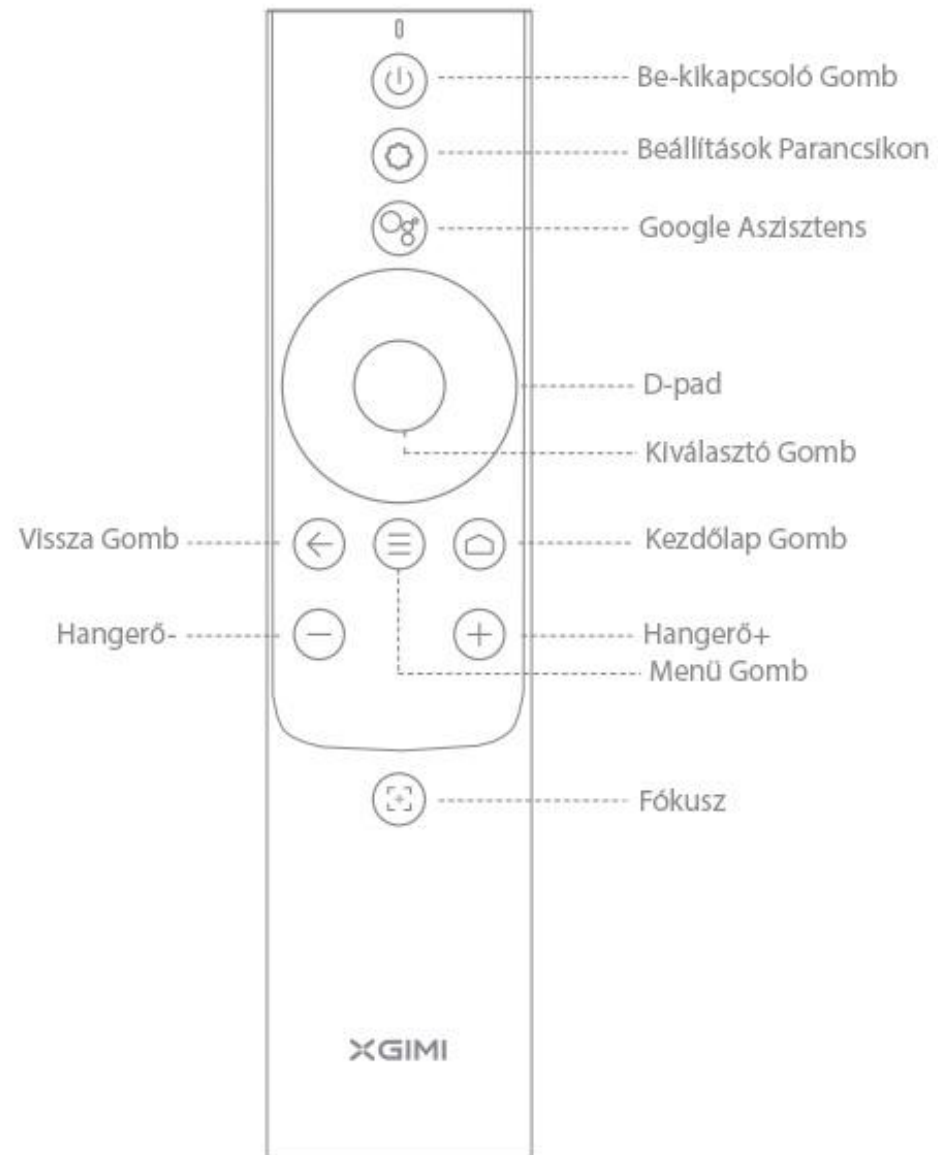 Be-kikapcsoló Gomb
Beállítások Parancsikon
Google Aszisztens
D-pad
Kiválasztó Gomb
Vissza Gomb
Kezdőlap Gomb
Hangerő-
Hangerő+
Menü Gomb
Fókusz
XGIMI